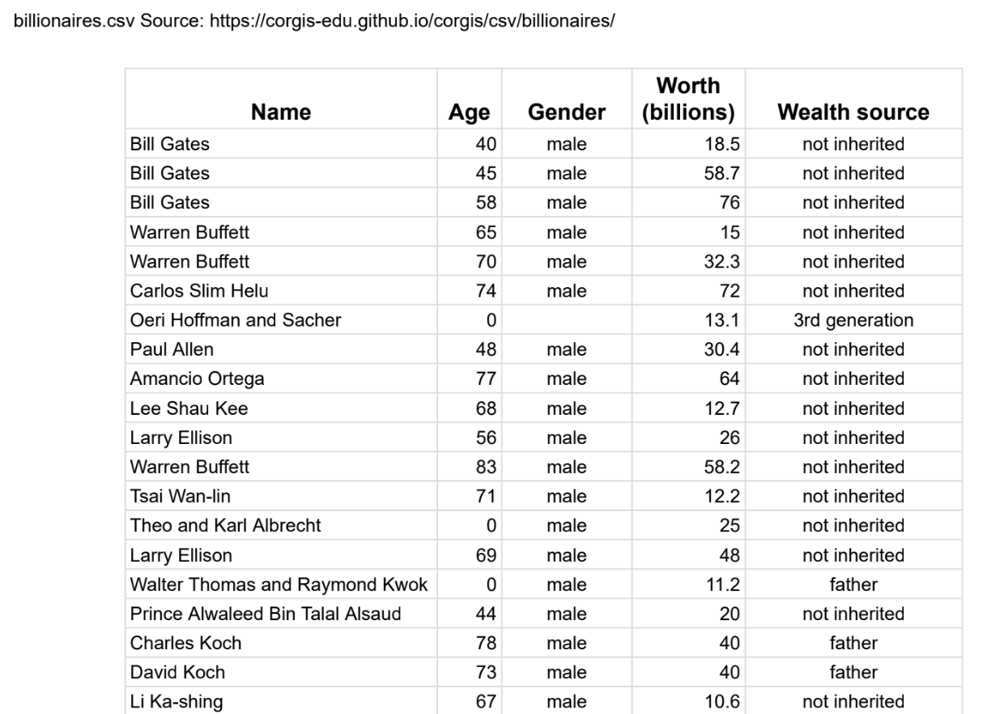 billionaires.csv Source: https://corgis-edu.github.io/corgis/csv/billionaires/
Name Age Gender Worth (billions) Wealth source
Bill Gates 40 male 18.5 not inherited
Bill Gates 45 male 58.7 not inherited
Bill Gates 58 male 76 not inherited
Warren Buffett 65 male 15 not inherited
Warren Buffett 70 male 32.3 not inherited
Carlos Slim Helu 74 male 72 not inherited
Oeri Hoffman and Sacher 0 13.1 3rd generation
Paul Allen 48 male 30.4 not inherited
Amancio Ortega 77 male 64 not inherited
Lee Shau Kee 68 male 12.7 not inherited
Larry Ellison 56 male 26 not inherited
Warren Buffett 83 male 58.2 not inherited
Tsai Wan-lin 71 male 12.2 not inherited
Theo and Karl Albrecht 0 male 25 not inherited
Larry Ellison 69 male 48 not inherited
Walter Thomas and Raymond Kwok 0 male 11.2 father
Prince Alwaleed Bin Talal Alsaud 44 male 20 not inherited
Charles Koch 78 male 40 father
David Koch 73 male 40 father
Li Ka-shing 67 male 10.6 not inherited